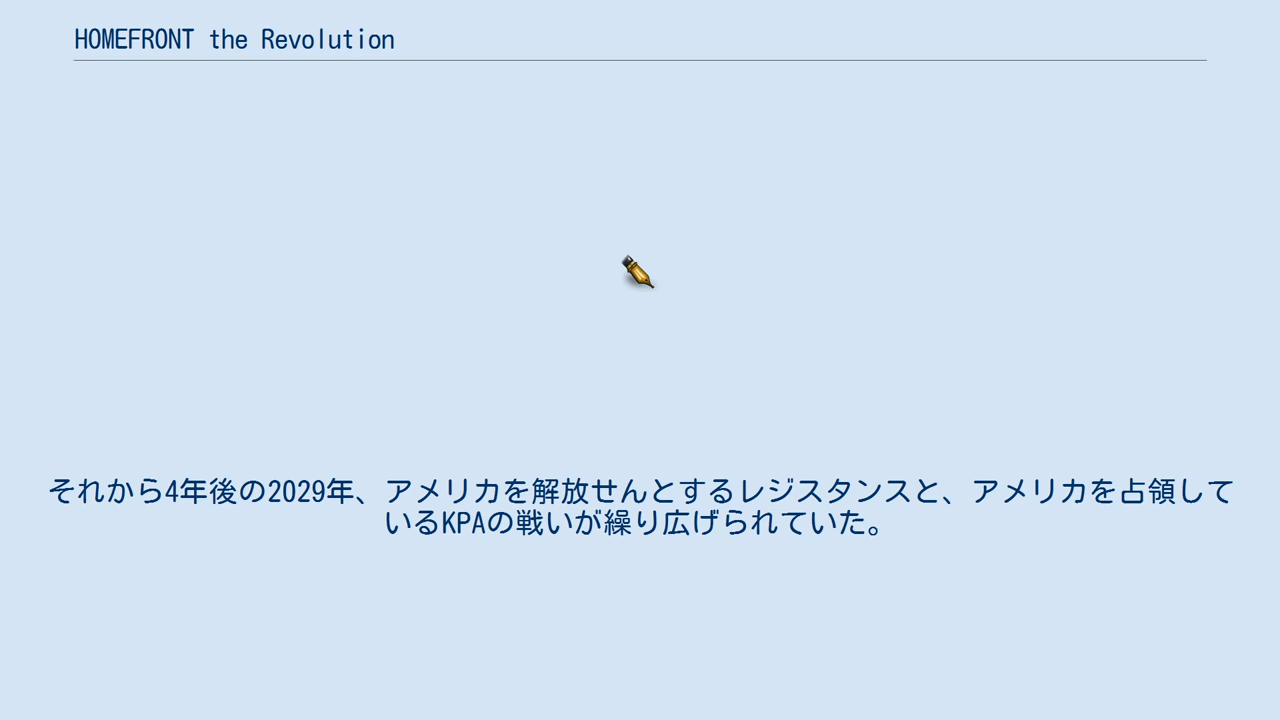 HOMEFRONT the Revolution
それから4年後の2029年、アメリカを解放せんとするレジスタンスと、アメリカを占領して
いるKPAの戦いが繰り広げられていた。